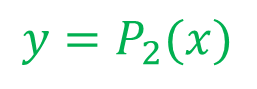 y = P₂(x)